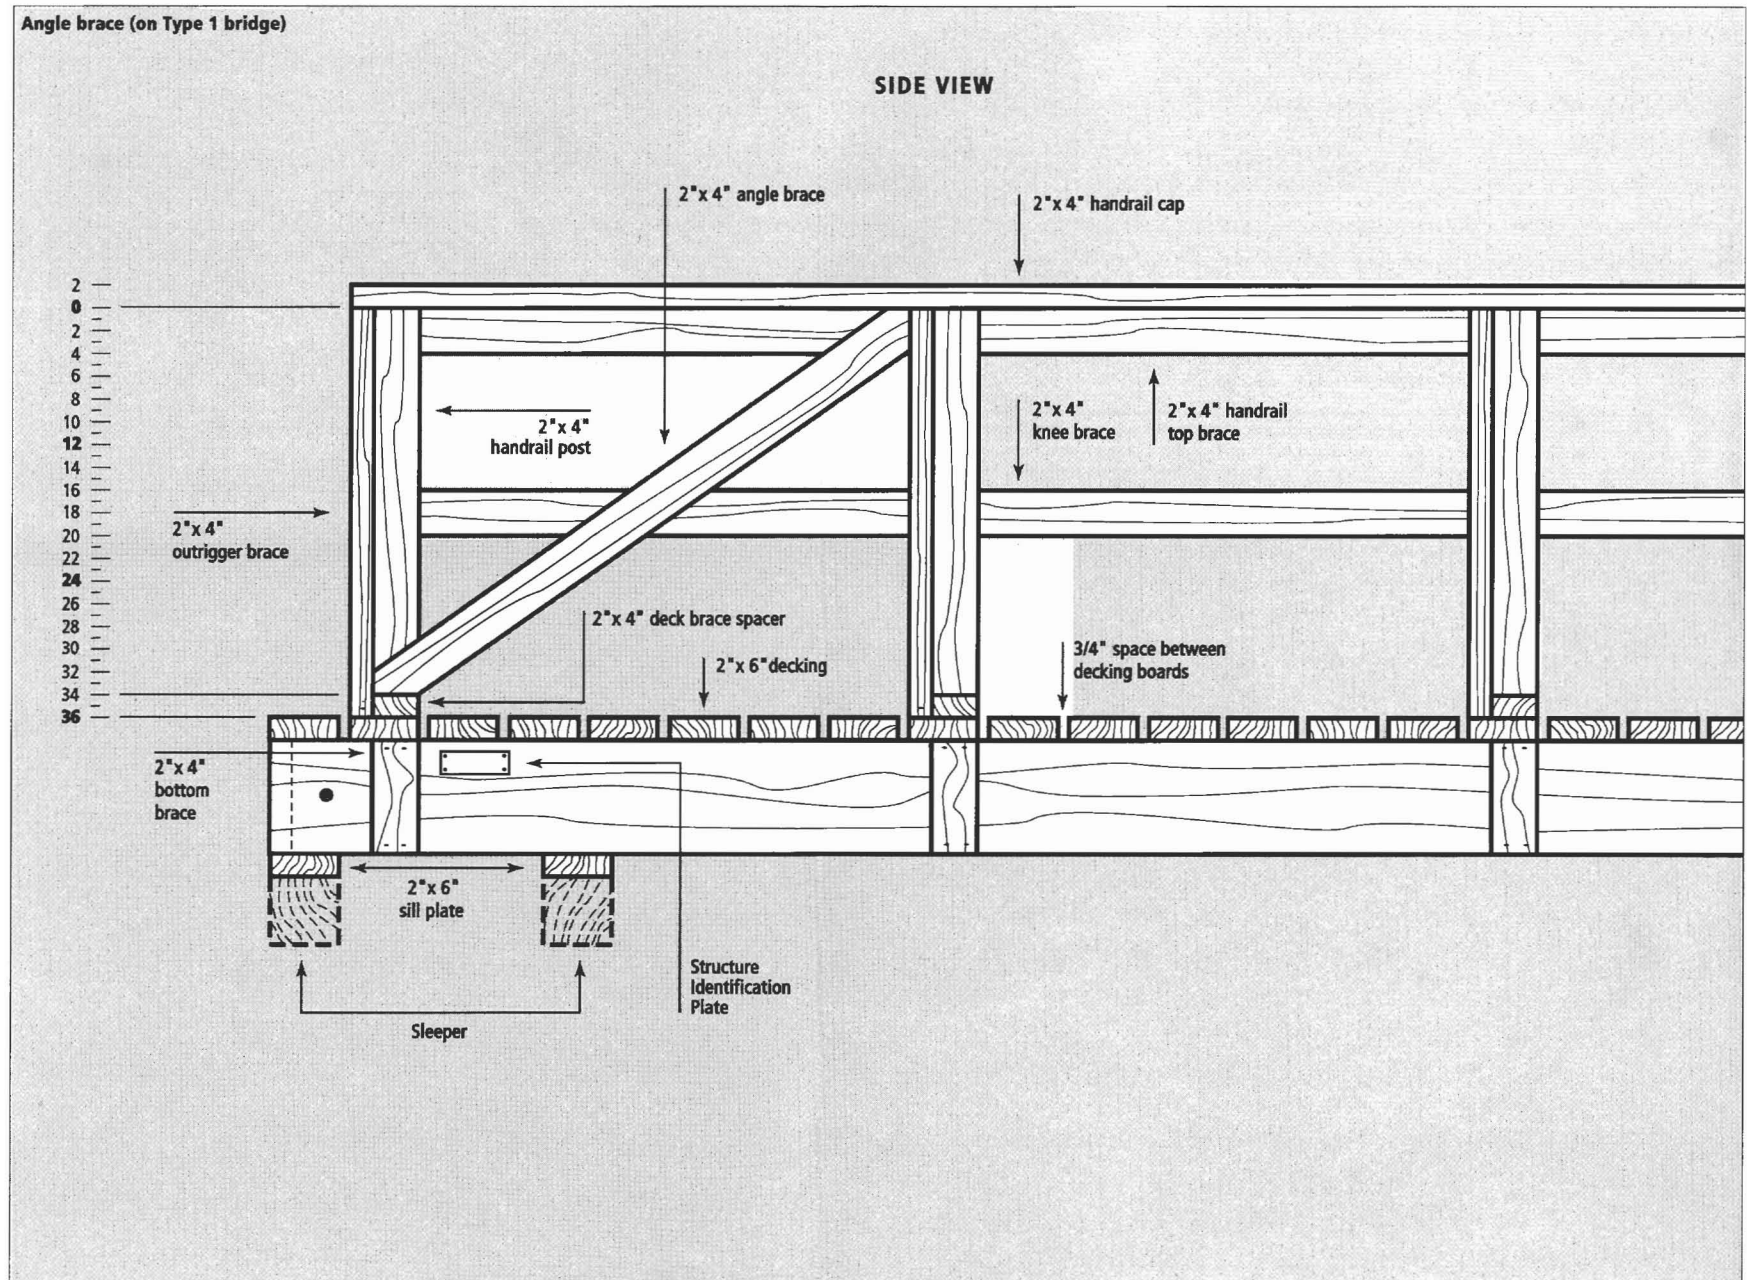 Angle brace (on Type 1 bridge)
SIDE VIEW
2"x 4" angle brace
2"x 4" handrail cap
2
0
2
4
6
8
10
12
14
16
18
20
22
24
26
28
30
32
34
36
2"x 4"
handrail post
2"x 4"
knee brace
2"x 4" handrail
top brace
2"x 4"
outrigger brace
2"x 4" deck brace spacer
2"x 6"decking
3/4" space between
decking boards
2"x 4"
bottom
brace
2"x 6"
sill plate
Structure
Identification
Plate
Sleeper